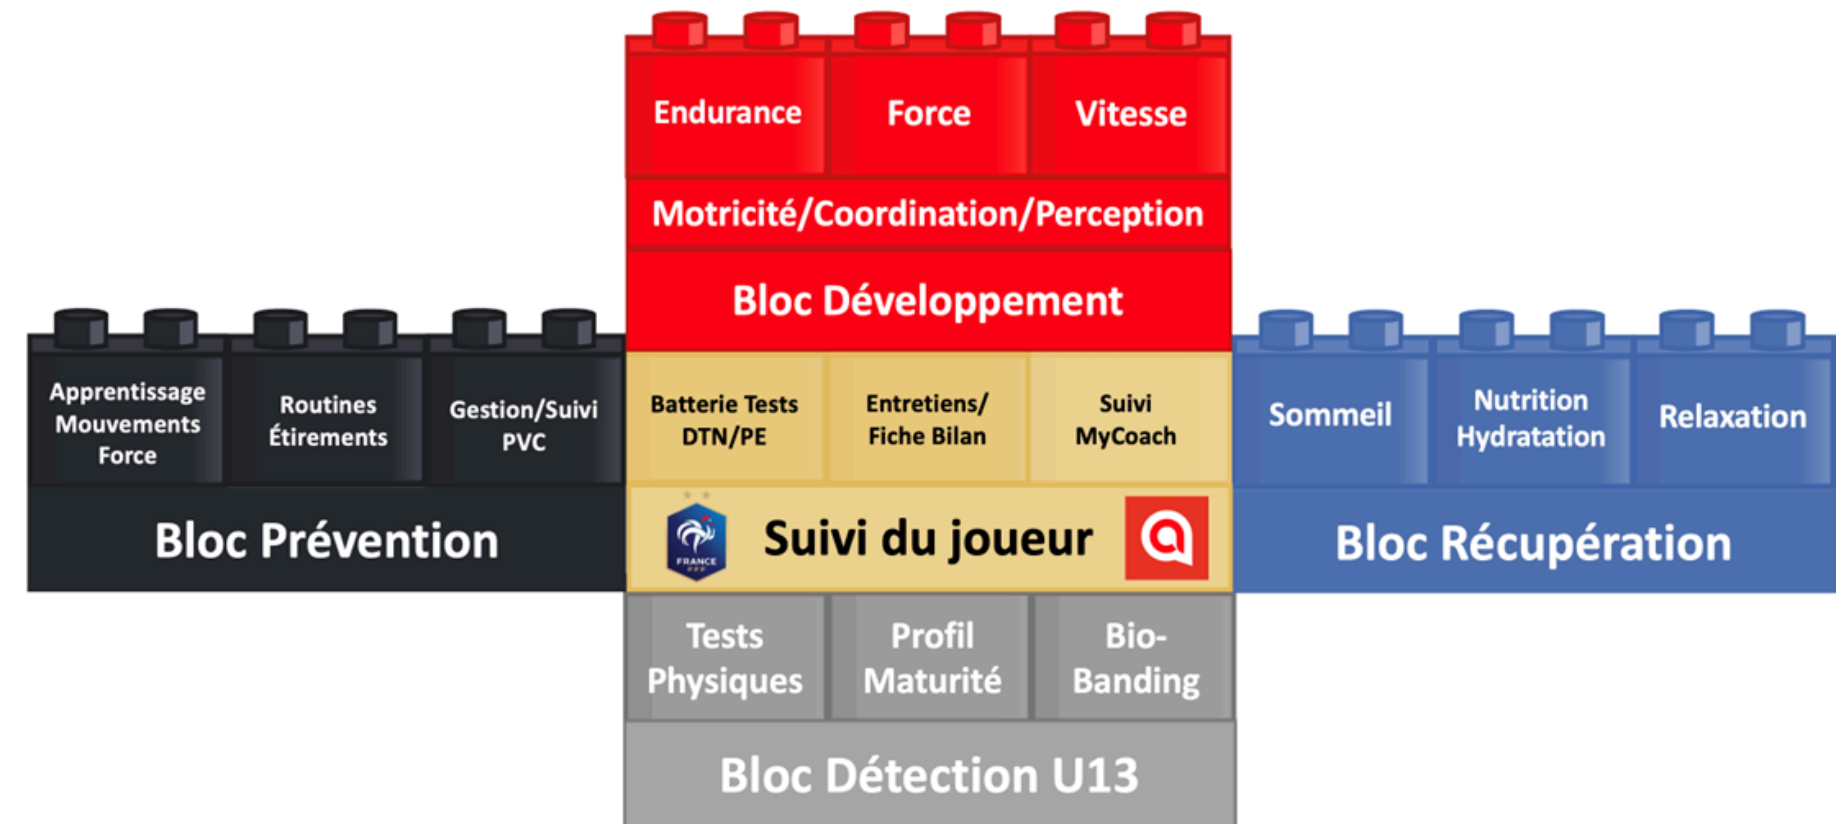 Endurance
Force
Vitesse
Motricité/Coordination/Perception
Bloc Développement
Apprentissage
Mouvements
Force
Routines
Étirements
Gestion/Suivi
PVC
Batterie Tests
DTN/PE
Entretiens/
Fiche Bilan
Suivi
MyCoach
Sommeil
Nutrition
Hydratation
Relaxation
Bloc Prévention
FRANCE
Suivi du joueur
Bloc Récupération
Tests
Physiques
Profil
Maturité
Bio-
Banding
Bloc Détection U13